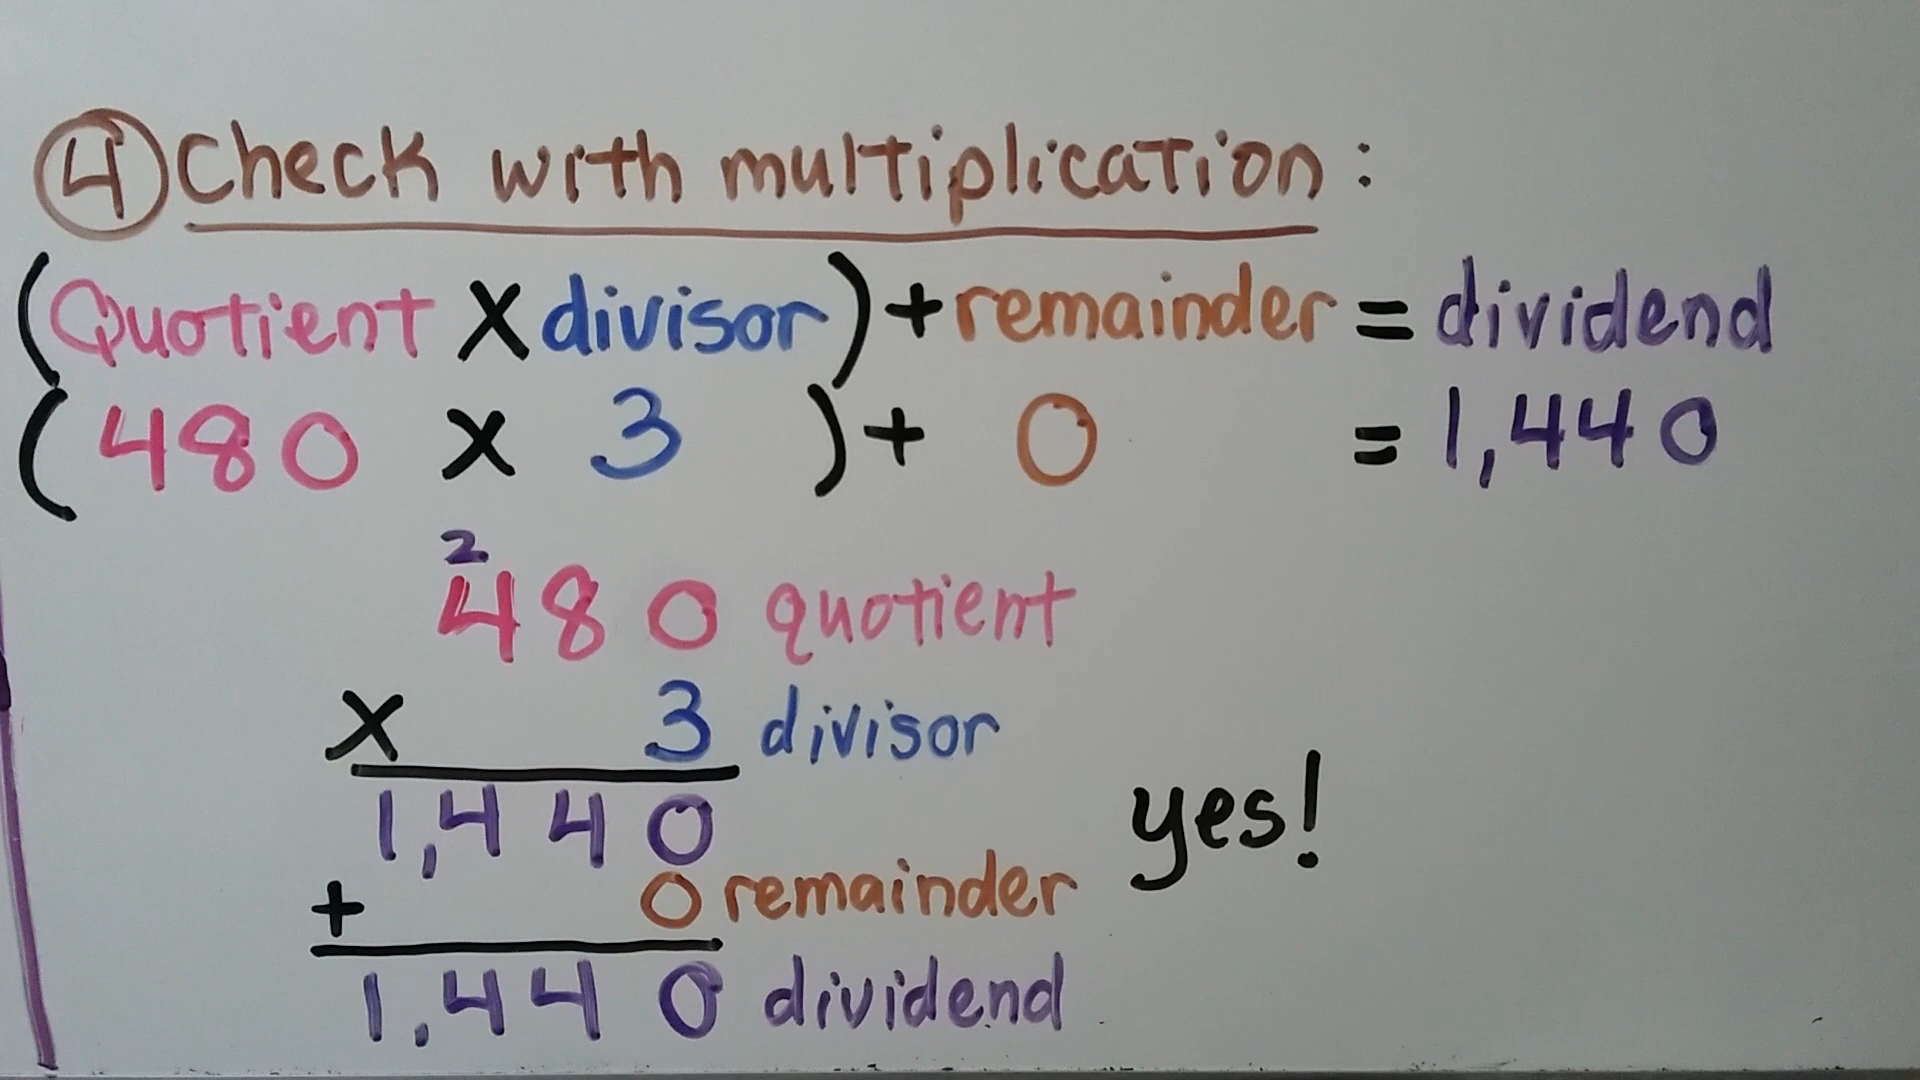 4 Check with multiplication:
(Quotient X divisor) + remainder = dividend
(480 x 3) + 0 = 1,440
2
480 quotient
x 3 divisor
1,440
yes!
+ 0 remainder
1,440 dividend